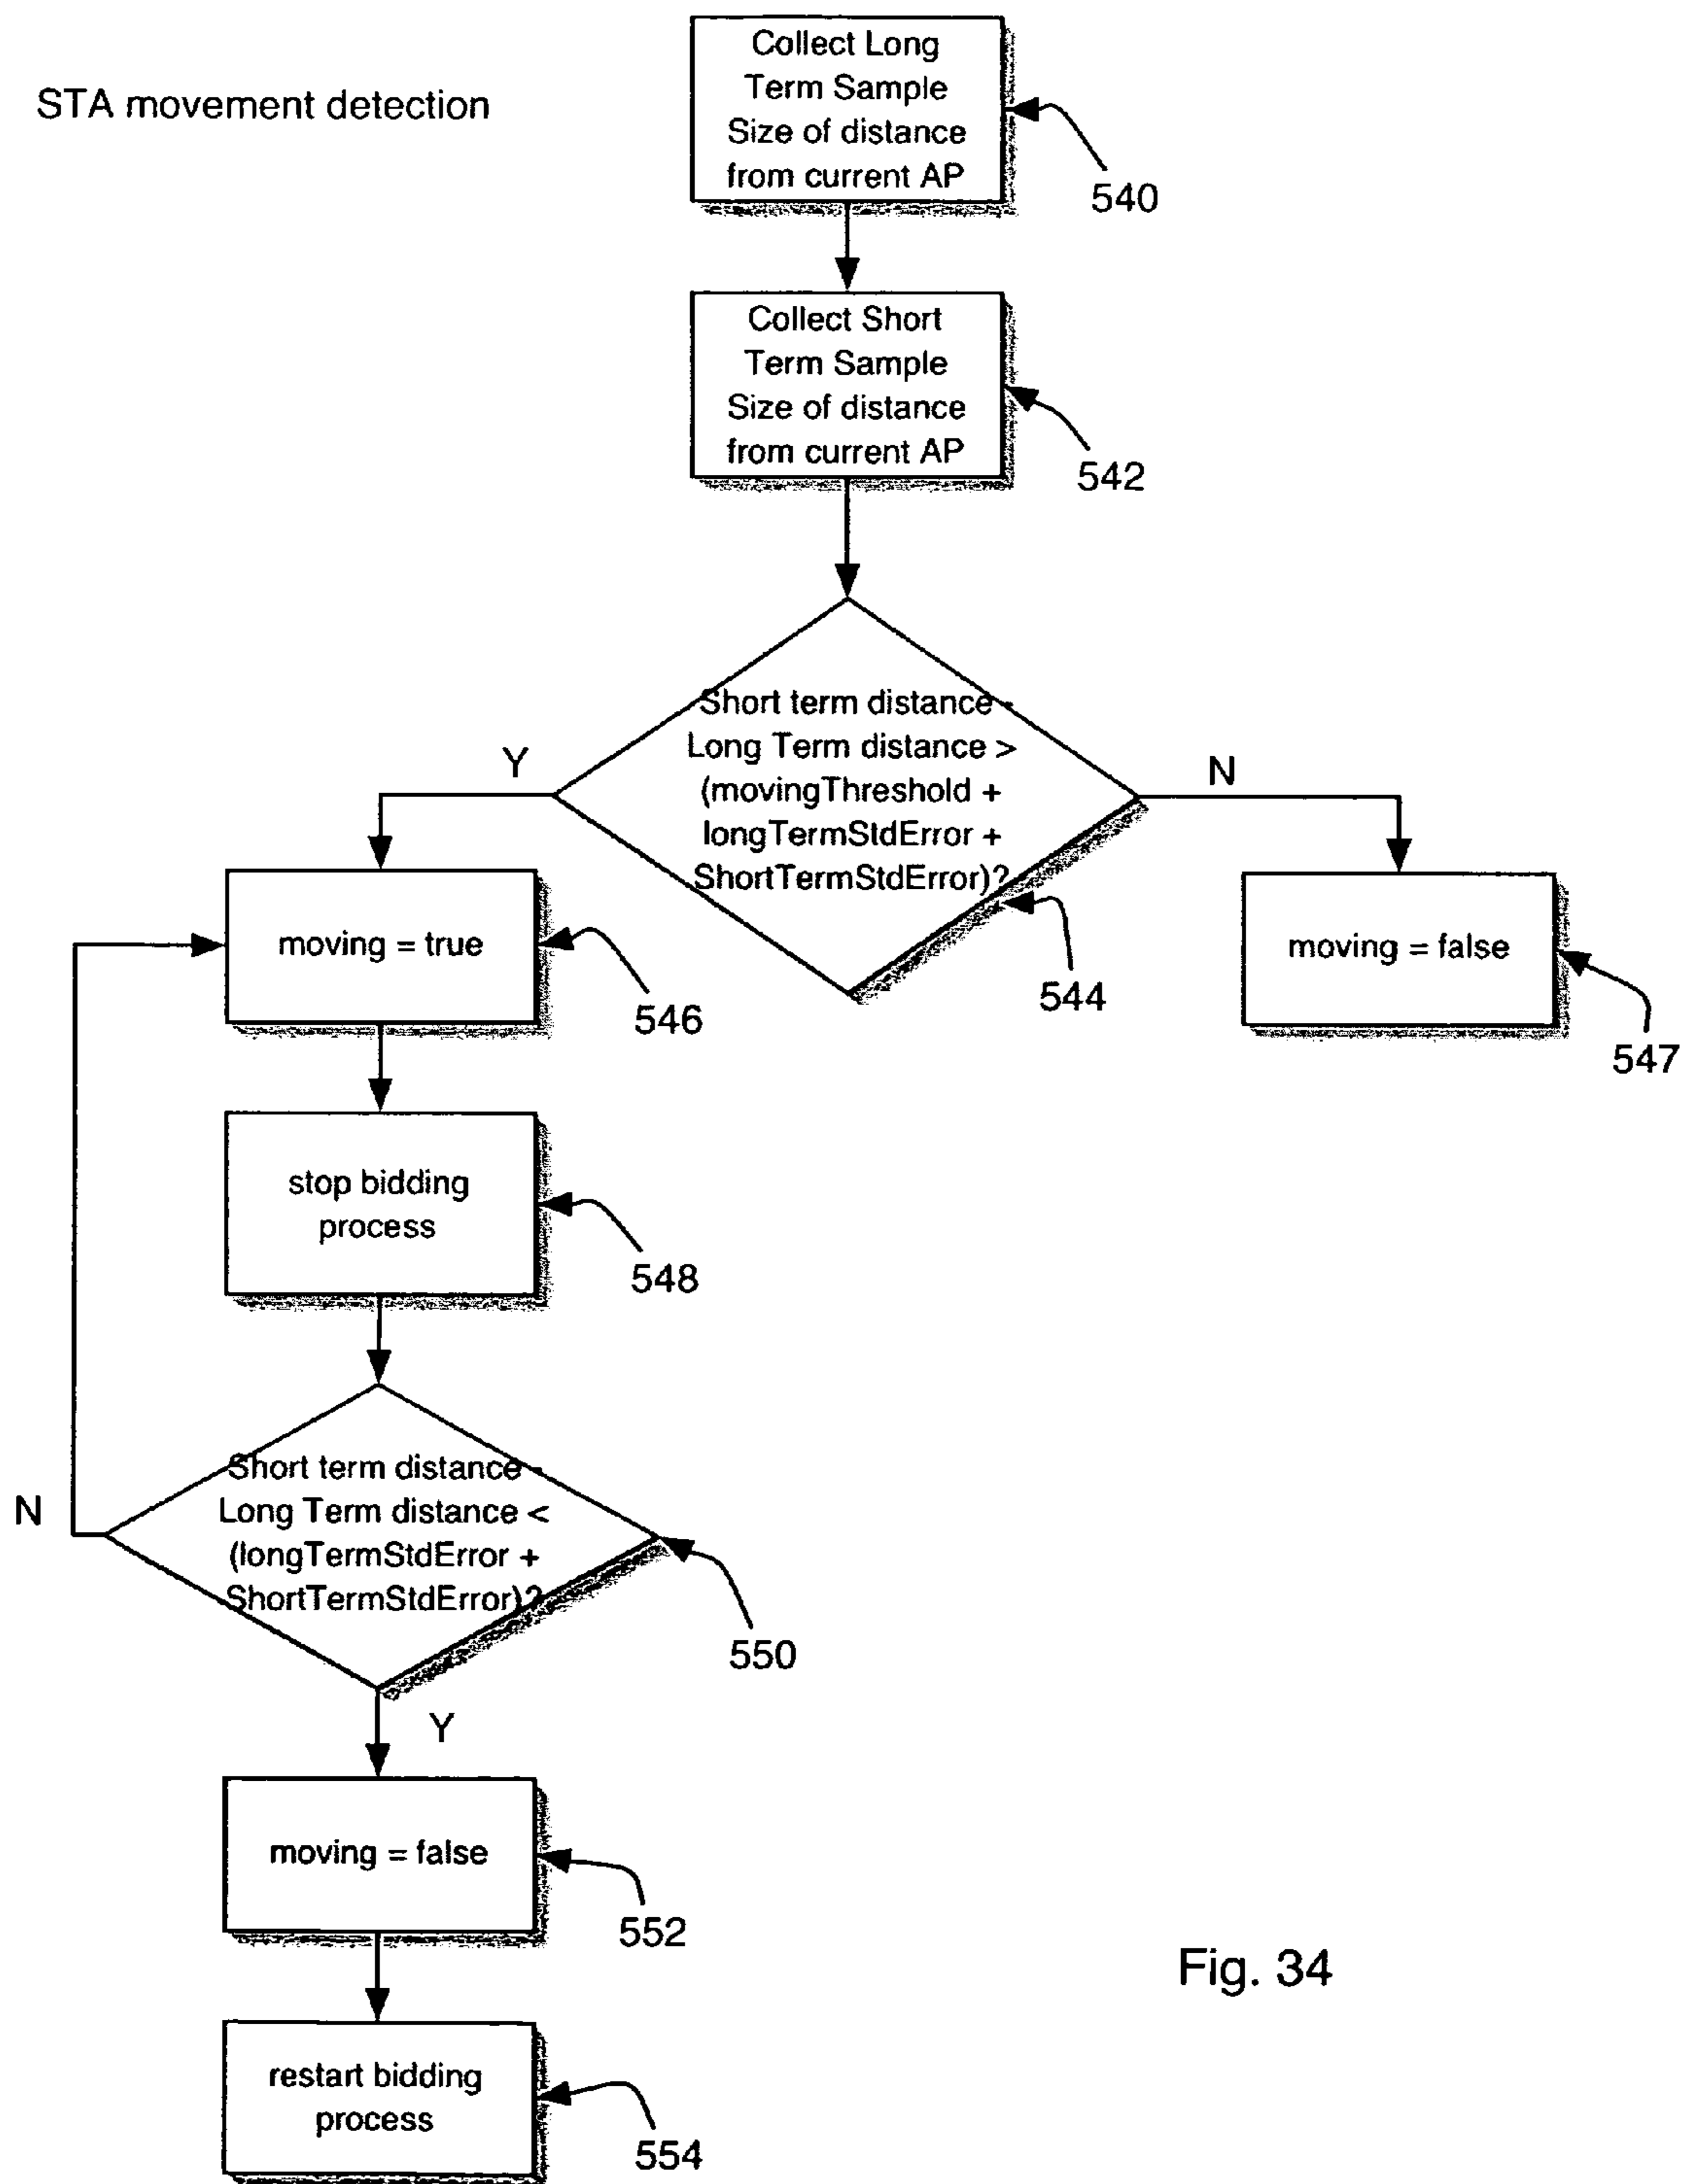 STA movement detection
Collect Long
Term Sample
Size of distance
from current AP
540
Collect Short
Term Sample
Size of distance
from current AP
542
Short term distance -
Long Term distance >
(movingThreshold +
longTermStdError +
ShortTermStdError)?
544
Y
N
moving = true
546
moving = false
547
stop bidding
process
548
Short term distance -
Long Term distance <
(longTermStdError +
ShortTermStdError)?
550
N
Y
moving = false
552
restart bidding
process
554
Fig. 34